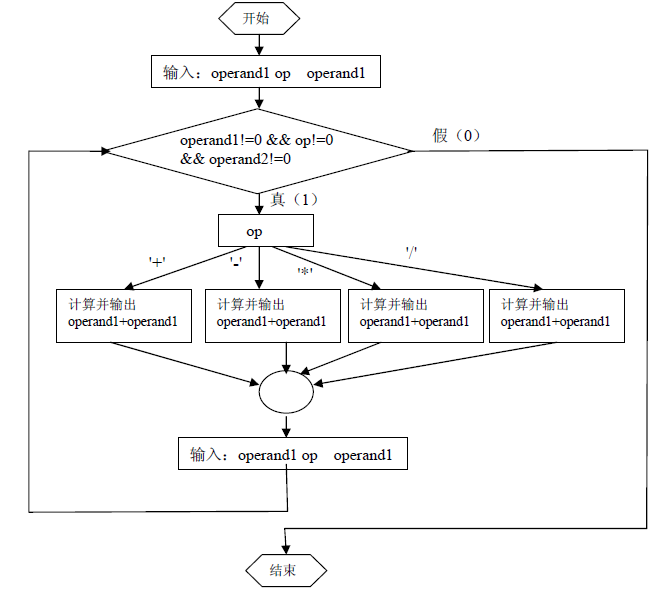 开始
输入：operand1 op operand1
operand1!=0 && op!=0
&& operand2!=0
假（0）
真（1）
op
'+'
'-'
'*'
'/'
计算并输出
operand1+operand1
计算并输出
operand1+operand1
计算并输出
operand1+operand1
计算并输出
operand1+operand1
输入：operand1 op operand1
结束